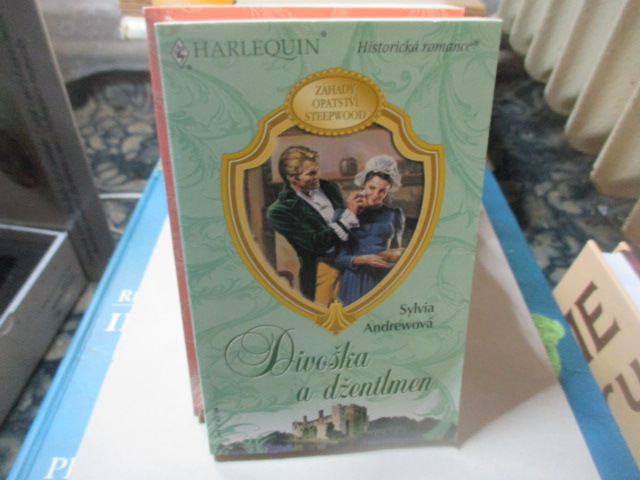 HARLEQUIN®
Historická romance®
ZÁHADY
OPATSTVÍ
STEEPWOOD
Sylvia
Andrewová
Divoška
a džentlmen